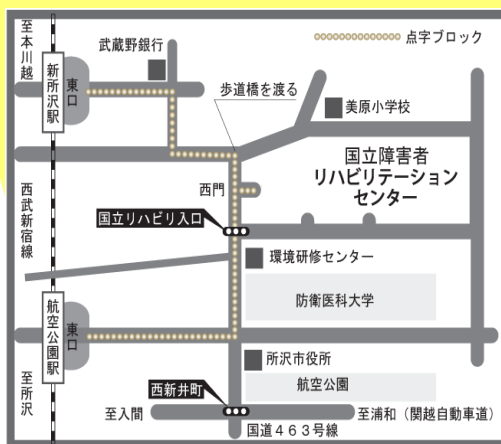 至本川越
新所沢駅
東口
武蔵野銀行
点字ブロック
歩道橋を渡る
美原小学校
国立障害者
リハビリテーション
センター
西門
国立リハビリ入口
西武新宿線
環境研修センター
防衛医科大学
航空公園駅
東口
所沢市役所
航空公園
西新井町
至所沢
至入間
至浦和（関越自動車道）
国道４６３号線